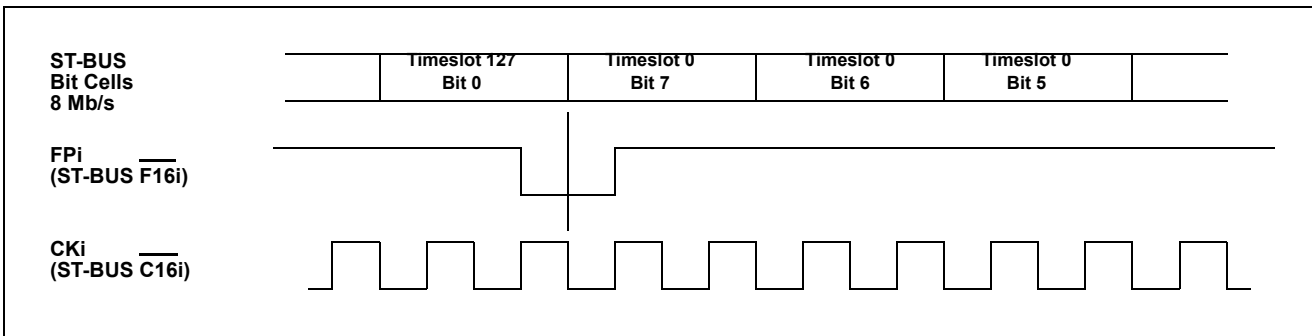 ST-BUS
Bit Cells
8 Mb/s
Timeslot 127
Bit 0
Timeslot 0
Bit 7
Timeslot 0
Bit 6
Timeslot 0
Bit 5
FPi
(ST-BUS F16i)
CKi
(ST-BUS C16i)